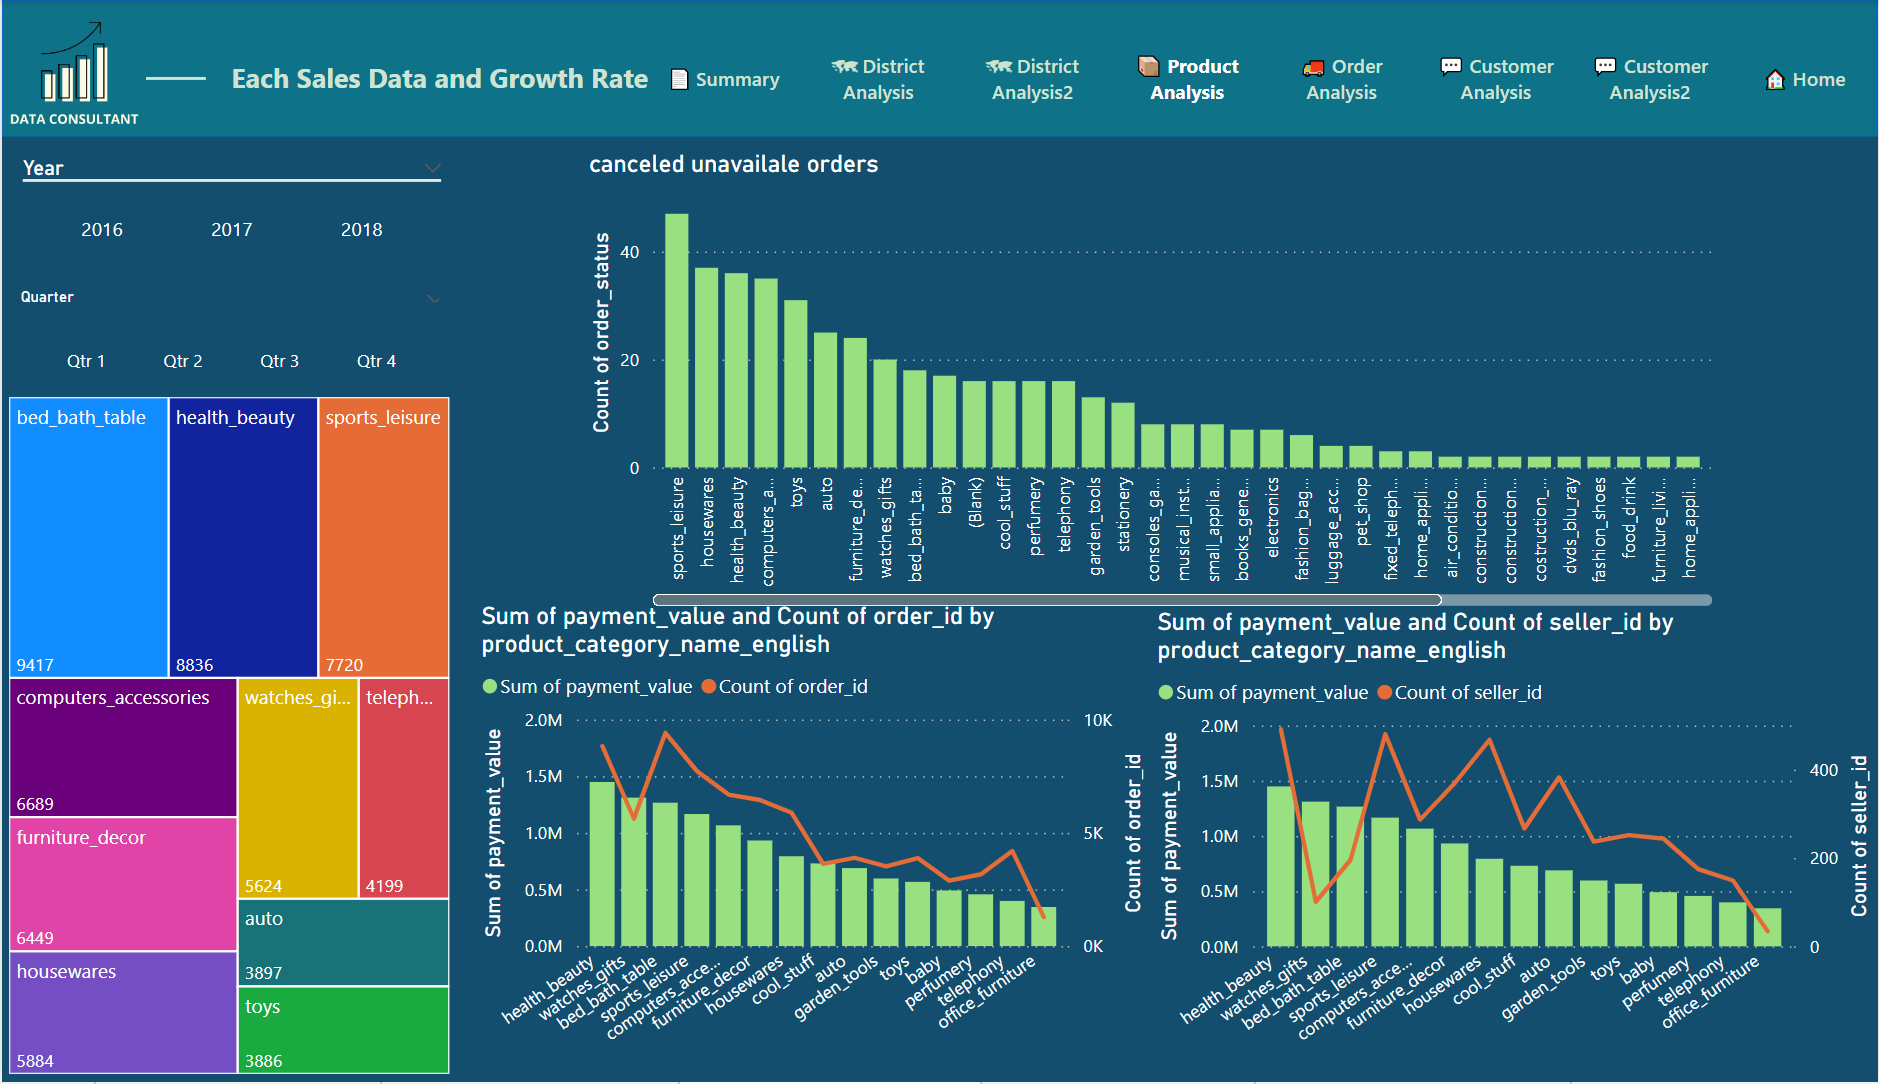 DATA CONSULTANT
Each Sales Data and Growth Rate
Summary
District
Analysis
District
Analysis2
Product
Analysis
Order
Analysis
Customer
Analysis
Customer
Analysis2
Home
Year
2016 2017 2018
Quarter
Qtr 1 Qtr 2 Qtr 3 Qtr 4
bed_bath_table
9417
health_beauty
8836
sports_leisure
7720
computers_accessories
6689
watches_gi...
5624
teleph...
4199
furniture_decor
6449
auto
3897
housewares
5884
toys
3886
canceled unavailale orders
Count of order_status
40
20
0
sports_leisure
housewares
health_beauty
computers_a...
toys
auto
furniture_de...
watches_gifts
bed_bath_ta...
baby
(Blank)
cool_stuff
perfumery
telephony
garden_tools
stationery
consoles_ga...
musical_inst...
small_applia...
books_gene...
electronics
fashion_bag...
luggage_acc...
pet_shop
fixed_teleph...
home_appli...
air_conditio...
construction...
construction...
costruction_...
dvds_blu_ray
fashion_shoes
food_drink
furniture_livi...
home_appli...
Sum of payment_value and Count of order_id by
product_category_name_english
Sum of payment_value Count of order_id
Sum of payment_value
2.0M
1.5M
1.0M
0.5M
0.0M
10K
5K
0K
Count of order_id
health_beauty
watches_gifts
bed_bath_table
sports_leisure
computers_acce...
furniture_decor
housewares
cool_stuff
auto
garden_tools
toys
baby
perfumery
telephony
office_furniture
Sum of payment_value and Count of seller_id by
product_category_name_english
Sum of payment_value Count of seller_id
Sum of payment_value
2.0M
1.5M
1.0M
0.5M
0.0M
400
200
0
Count of seller_id
health_beauty
watches_gifts
bed_bath_table
sports_leisure
computers_acce...
furniture_decor
housewares
cool_stuff
auto
garden_tools
toys
baby
perfumery
telephony
office_furniture